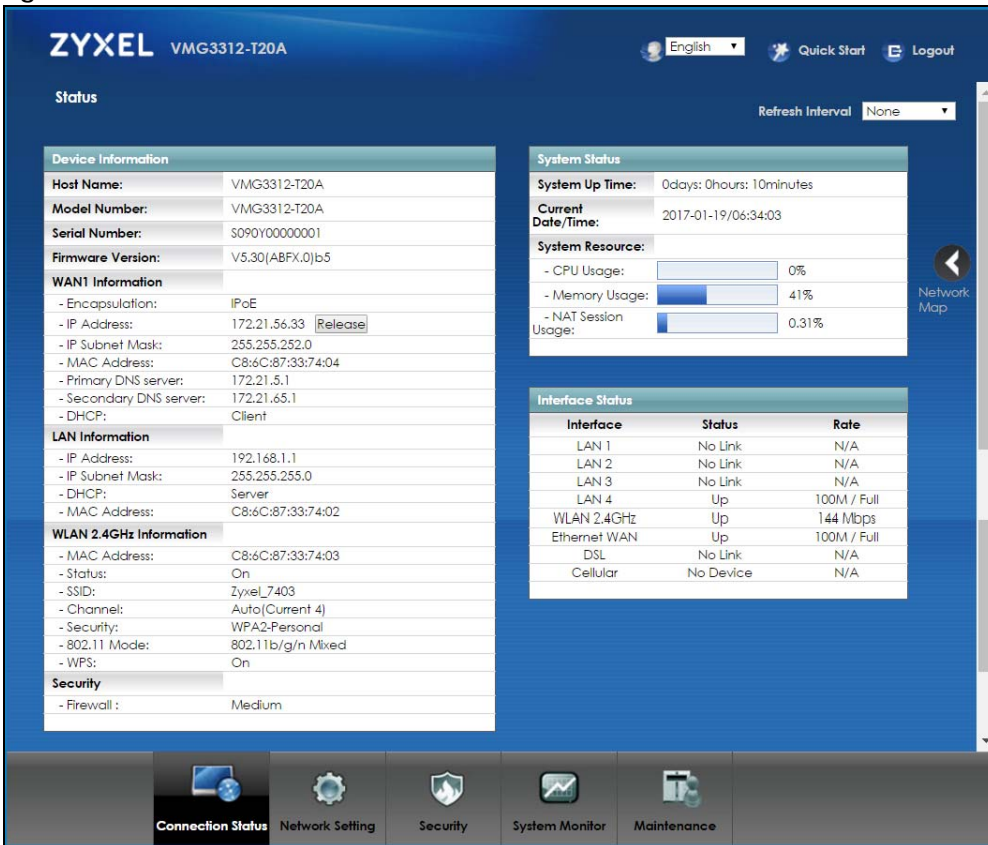 ZYXEL VMG3312-T20A
English
Quick Start
Logout
Status
Refresh Interval None
Device Information
Host Name: VMG3312-T20A
Model Number: VMG3312-T20A
Serial Number: S090Y00000001
Firmware Version: V5.30(ABFX.0)b5
WAN1 Information
- Encapsulation: IPoE
- IP Address: 172.21.56.33 Release
- IP Subnet Mask: 255.255.252.0
- MAC Address: C8:6C:87:33:74:04
- Primary DNS server: 172.21.5.1
- Secondary DNS server: 172.21.65.1
- DHCP: Client
LAN Information
- IP Address: 192.168.1.1
- IP Subnet Mask: 255.255.255.0
- DHCP: Server
- MAC Address: C8:6C:87:33:74:02
WLAN 2.4GHz Information
- MAC Address: C8:6C:87:33:74:03
- Status: On
- SSID: Zyxel_7403
- Channel: Auto(Current 4)
- Security: WPA2-Personal
- 802.11 Mode: 802.11b/g/n Mixed
- WPS: On
Security
- Firewall : Medium
System Status
System Up Time: 0days: 0hours: 10minutes
Current
Date/Time: 2017-01-19/06:34:03
System Resource:
- CPU Usage: 0%
- Memory Usage: 41%
- NAT Session
Usage: 0.31%
Interface Status
Interface Status Rate
LAN 1 No Link N/A
LAN 2 No Link N/A
LAN 3 No Link N/A
LAN 4 Up 100M / Full
WLAN 2.4GHz Up 144 Mbps
Ethernet WAN Up 100M / Full
DSL No Link N/A
Cellular No Device N/A
Network
Map
Connection Status
Network Setting
Security
System Monitor
Maintenance